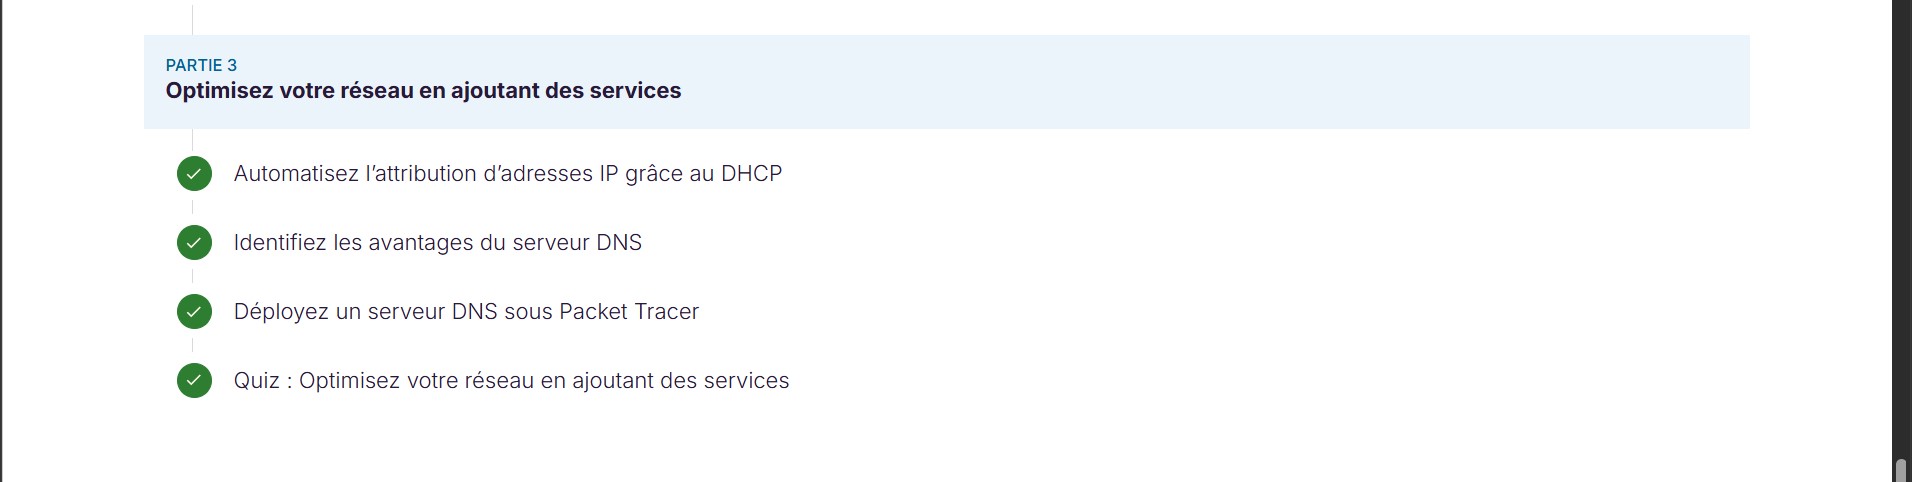 PARTIE 3
Optimisez votre réseau en ajoutant des services
Automatisez l’attribution d’adresses IP grâce au DHCP
Identifiez les avantages du serveur DNS
Déployez un serveur DNS sous Packet Tracer
Quiz : Optimisez votre réseau en ajoutant des services